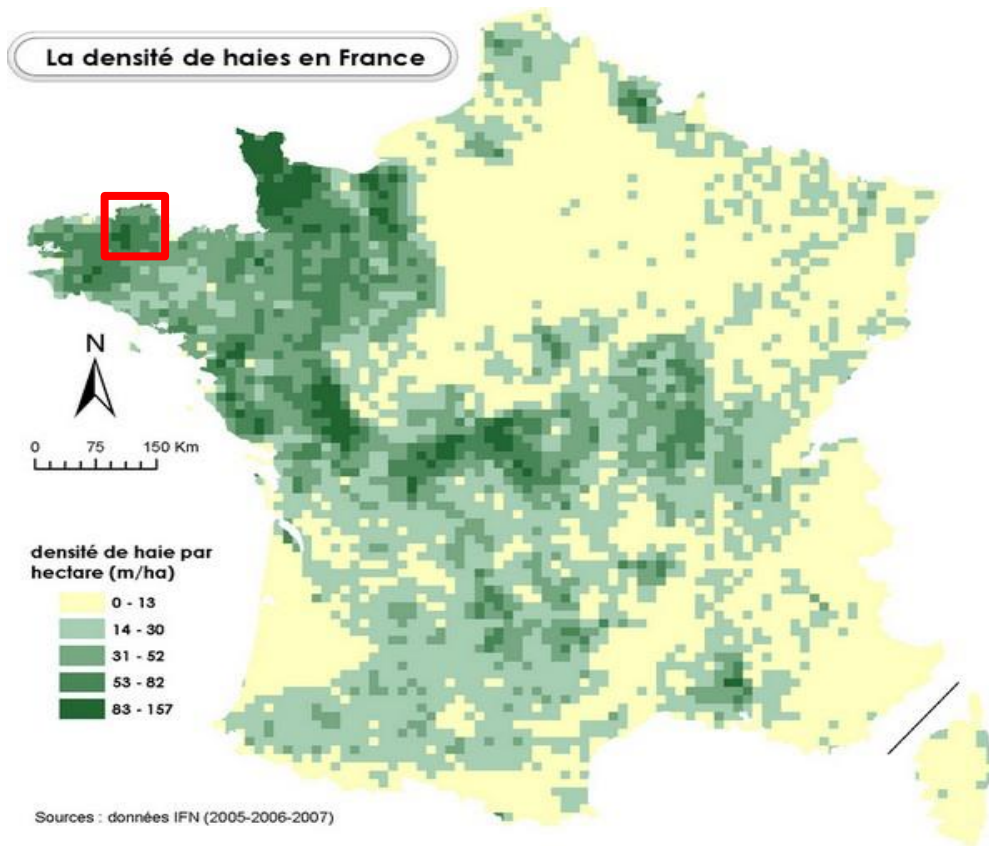 La densité de haies en France
N
0 75 150 Km
densité de haie par
hectare (m/ha)
0 - 13
14 - 30
31 - 52
53 - 82
83 - 157
Sources : données IFN (2005-2006-2007)